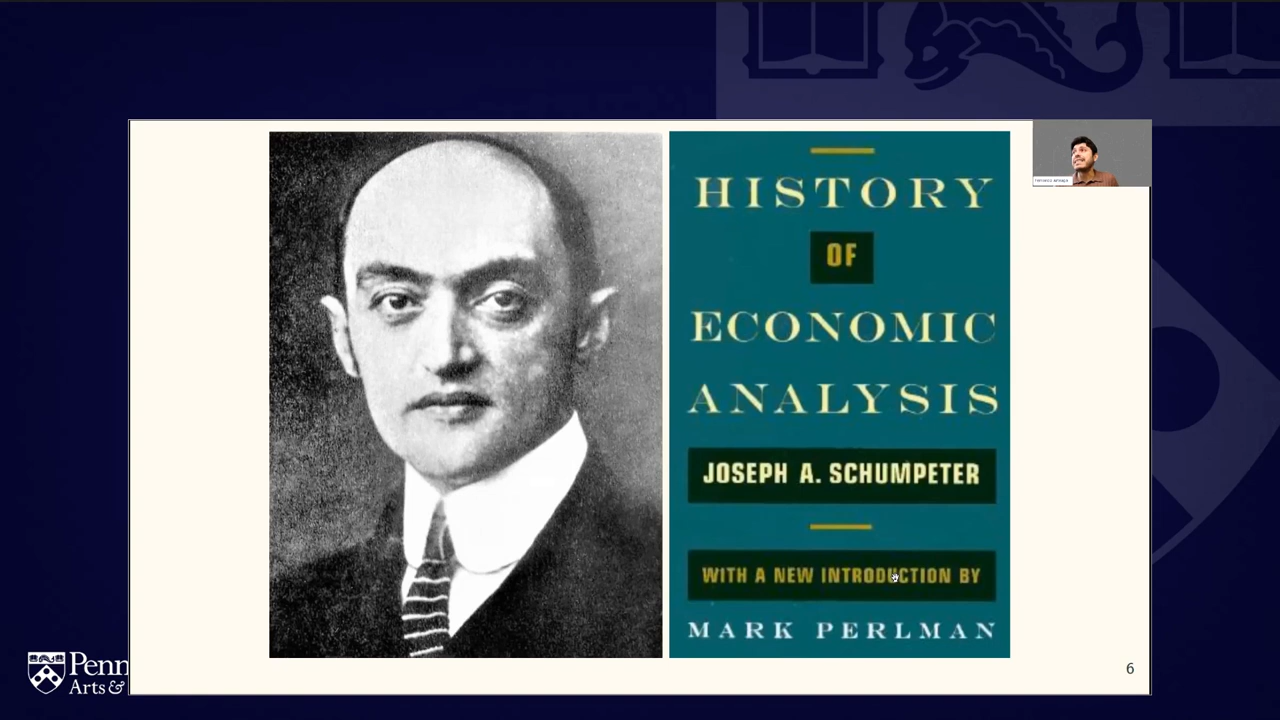 HISTORY
OF
ECONOMIC
ANALYSIS
JOSEPH A. SCHUMPETER
WITH A NEW INTRODUCTION BY
MARK PERLMAN
6
Penn
Arts &